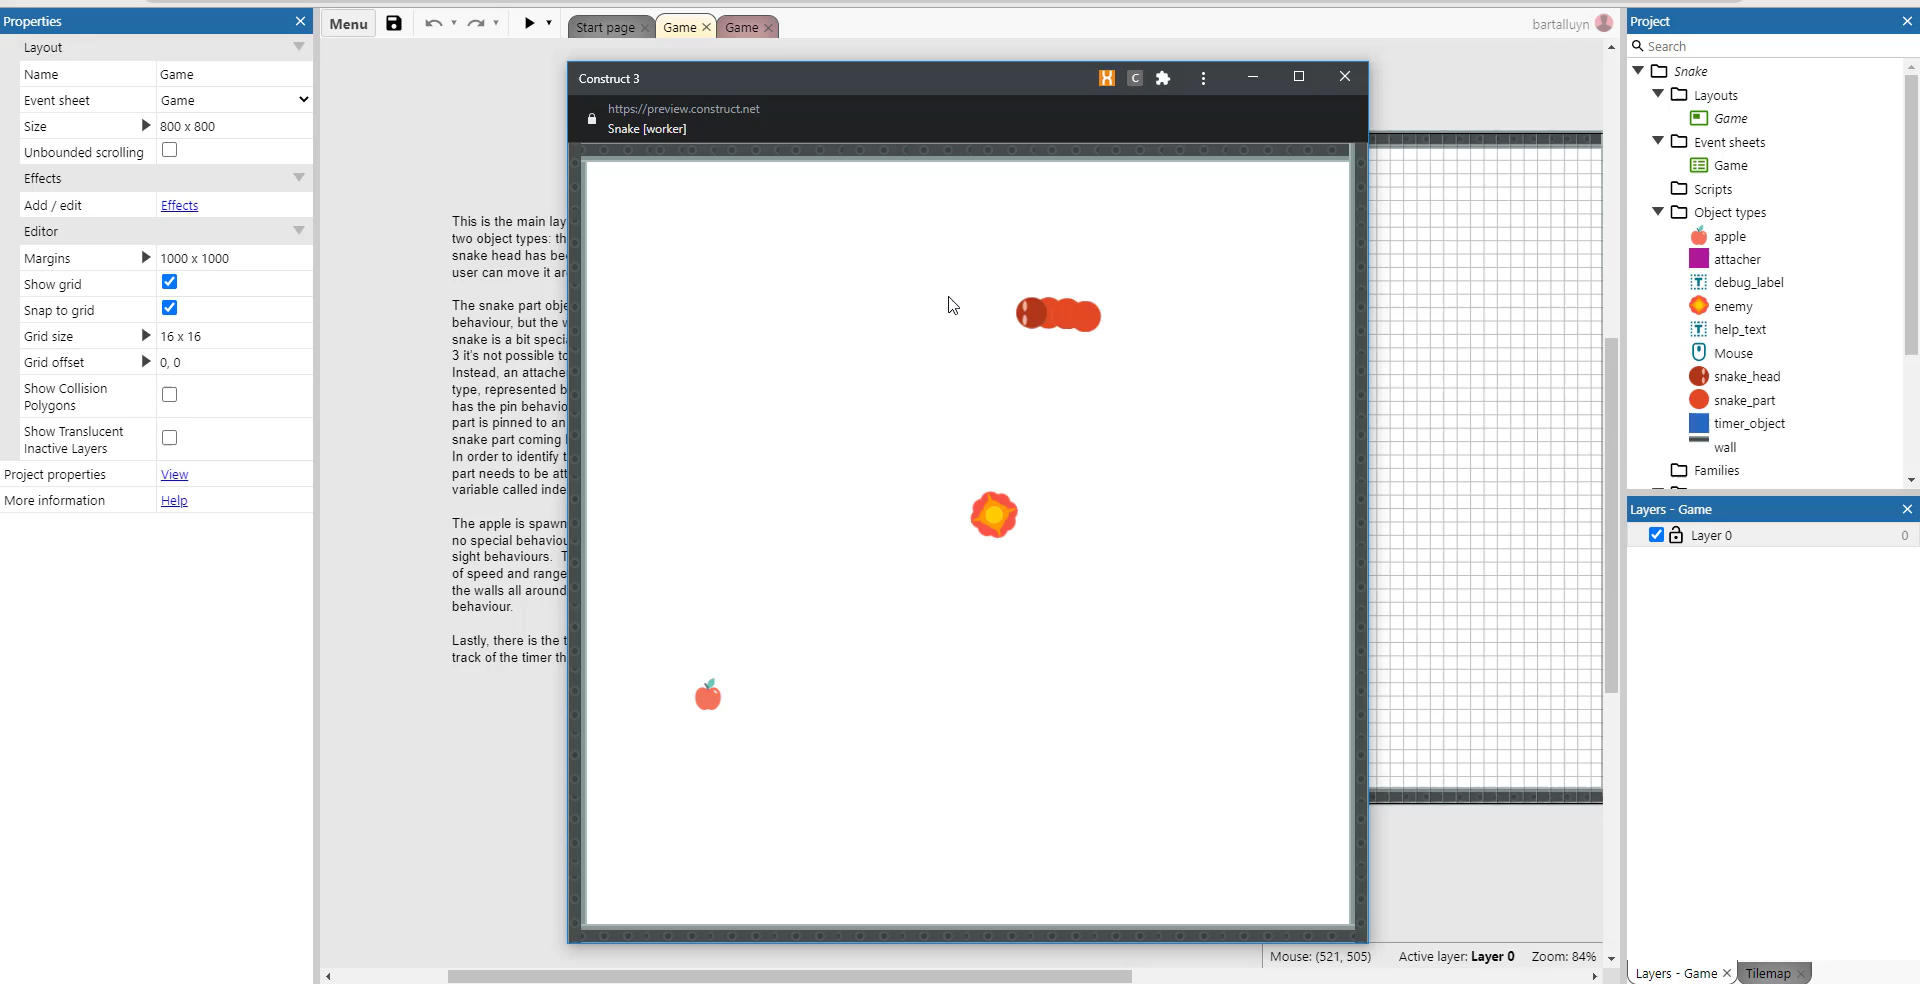 Properties
Layout
Name Game
Event sheet Game
Size 800 x 800
Unbounded scrolling
Effects
Add / edit Effects
Editor
Margins 1000 x 1000
Show grid
Snap to grid
Grid size 16 x 16
Grid offset 0, 0
Show Collision
Polygons
Show Translucent
Inactive Layers
Project properties View
More information Help
Menu
Start page
Game
Game
bartalluyn
This is the main lay
two object types: th
snake head has bee
user can move it ar
The snake part obje
behaviour, but the w
snake is a bit specia
3 it's not possible to
Instead, an attache
type, represented b
has the pin behavio
part is pinned to an
snake part coming
In order to identify t
part needs to be att
variable called inde
The apple is spawn
no special behaviou
sight behaviours. T
of speed and range
the walls all around
behaviour.
Lastly, there is the t
track of the timer th
Construct 3
C
https://preview.construct.net
Snake [worker]
Mouse: (521, 505) Active layer: Layer 0 Zoom: 84%
Project
Search
Snake
Layouts
Game
Event sheets
Game
Scripts
Object types
apple
attacher
debug_label
enemy
help_text
Mouse
snake_head
snake_part
timer_object
wall
Families
Layers - Game
Layer 0 0
Layers - Game
Tilemap